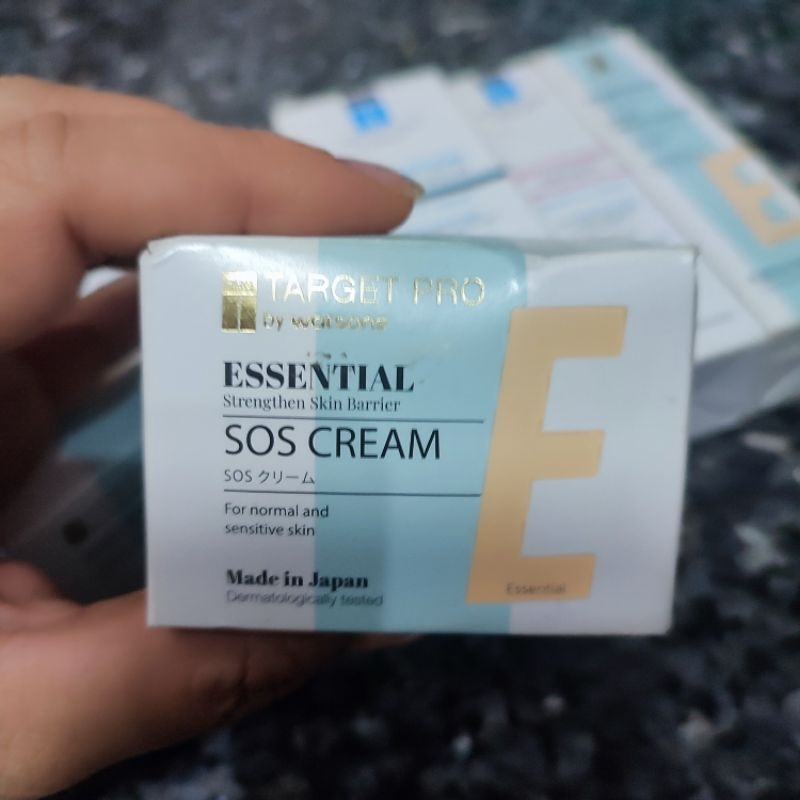 TARGET PRO
by watsons
ESSENTIAL
Strengthen Skin Barrier
SOS CREAM
SOS クリーム
For normal and
sensitive skin
Made in Japan
Dermatologically tested
E
Essential
E